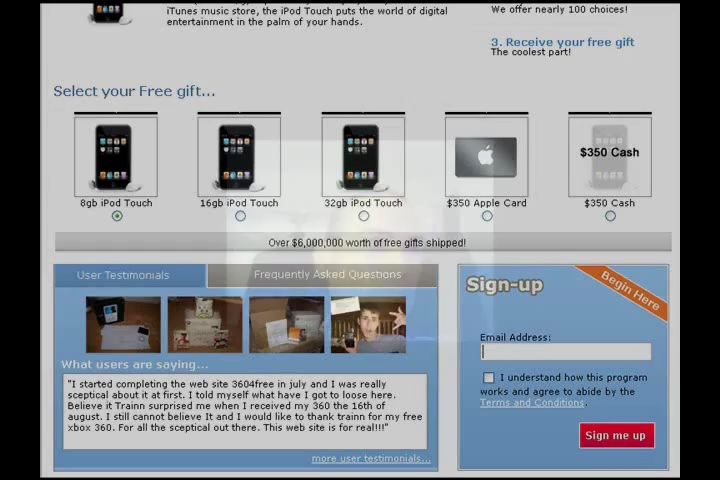 iTunes music store, the iPod Touch puts the world of digital
entertainment in the palm of your hands.
We offer nearly 100 choices!
3. Receive your free gift
The coolest part!
Select your Free gift...
$350 Cash
8gb iPod Touch
16gb iPod Touch
32gb iPod Touch
$350 Apple Card
$350 Cash
Over $6,000,000 worth of free gifts shipped!
User Testimonials
Frequently Asked Questions
What users are saying...
"I started completing the web site 3604free in july and I was really
sceptical about it at first. I told myself what have I got to loose here.
Believe it Trainn surprised me when I received my 360 the 16th of
august. I still cannot believe It and I would like to thank trainn for my free
xbox 360. For all the sceptical out there. This web site is for real!!!"
more user testimonials...
Sign-up
Begin Here
Email Address:
I understand how this program
works and agree to abide by the
Terms and Conditions.
Sign me up